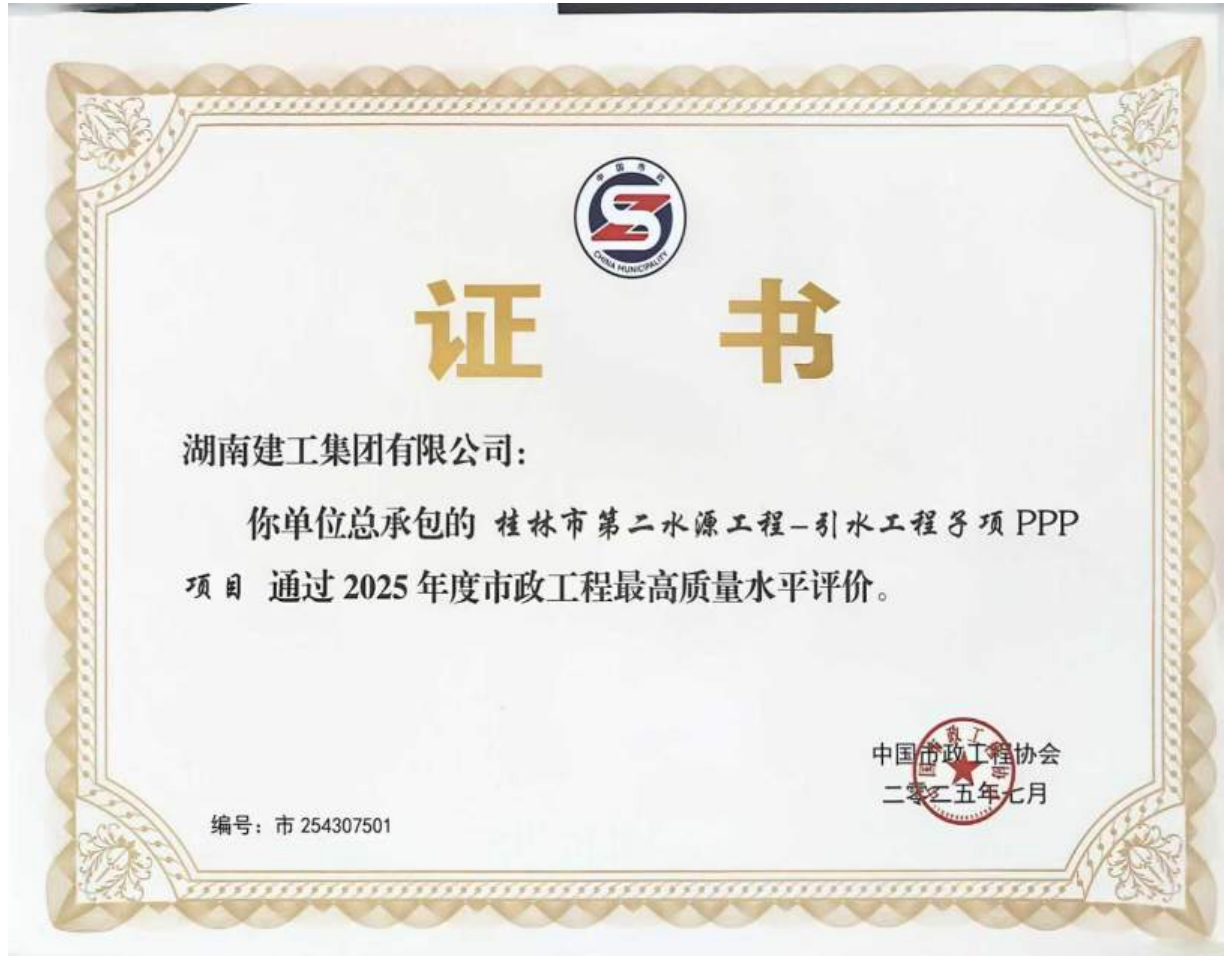 中国市政
CHINA MUNICIPALITY
证 书
湖南建工集团有限公司:
你单位总承包的 桂林市第二水源工程-引水工程子项 PPP
项目 通过 2025 年度市政工程最高质量水平评价。
中国市政工程协会
二零二五年七月
编号：市 254307501